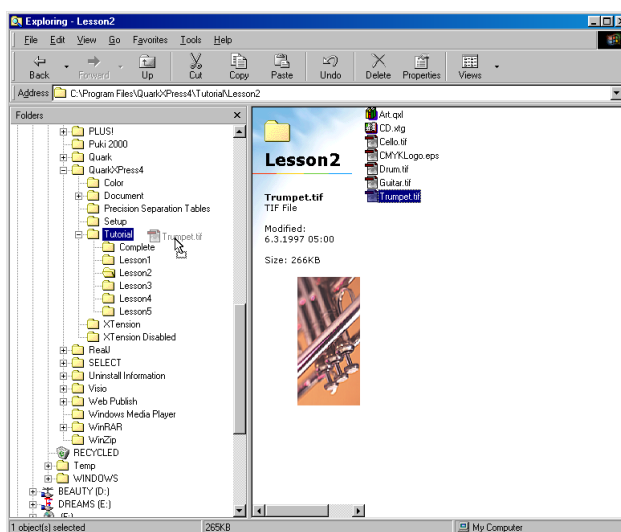 Exploring - Lesson2
File Edit View Go Favorites Tools Help
Back Forward Up Cut Copy Paste Undo Delete Properties Views
Address C:\Program Files\QuarkXPress4\Tutorial\Lesson2
Folders
PLUS!
Puki 2000
Quark
QuarkXPress4
Color
Document
Precision Separation Tables
Setup
Tutorial
Trumpet.tif
Complete
Lesson1
Lesson2
Lesson3
Lesson4
Lesson5
XTension
XTension Disabled
RealJ
SELECT
Uninstall Information
Visio
Web Publish
Windows Media Player
WinRAR
WinZip
RECYCLED
Temp
WINDOWS
BEAUTY (D:)
DREAMS (E:)
Lesson2
Trumpet.tif
TIF File
Modified:
6.3.1997 05:00
Size: 266KB
Art.qxl
CD.xtg
Cello.tif
CMYKLogo.eps
Drum.tif
Guitar.tif
Trumpet.tif
1 object(s) selected 265KB My Computer